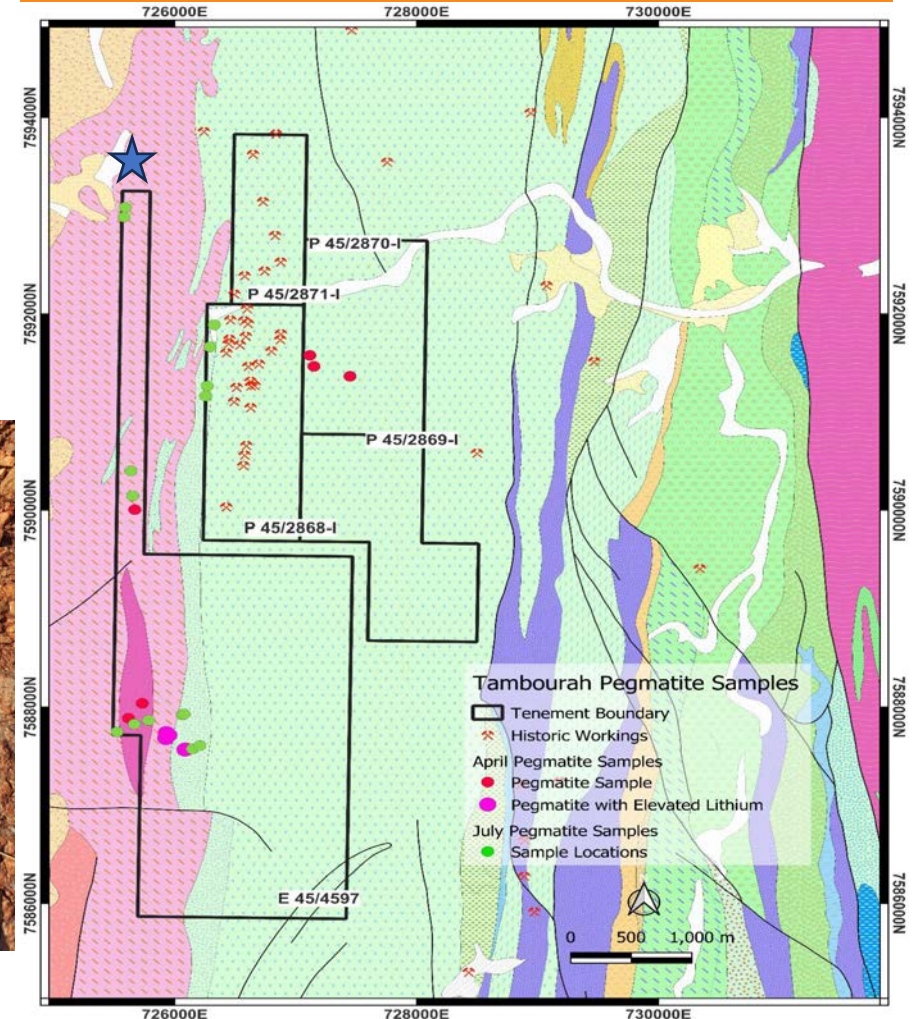 726000E 728000E 730000E
7594000N 7594000N
P 45/2870-I
P 45/2871-I
7592000N 7592000N
P 45/2869-I
7590000N 7590000N
P 45/2868-I
Tambourah Pegmatite Samples
Tenement Boundary
7588000N 7588000N
Historic Workings
April Pegmatite Samples
Pegmatite Sample
Pegmatite with Elevated Lithium
July Pegmatite Samples
Sample Locations
E 45/4597
7586000N 7586000N
0 500 1,000 m
726000E 728000E 730000E